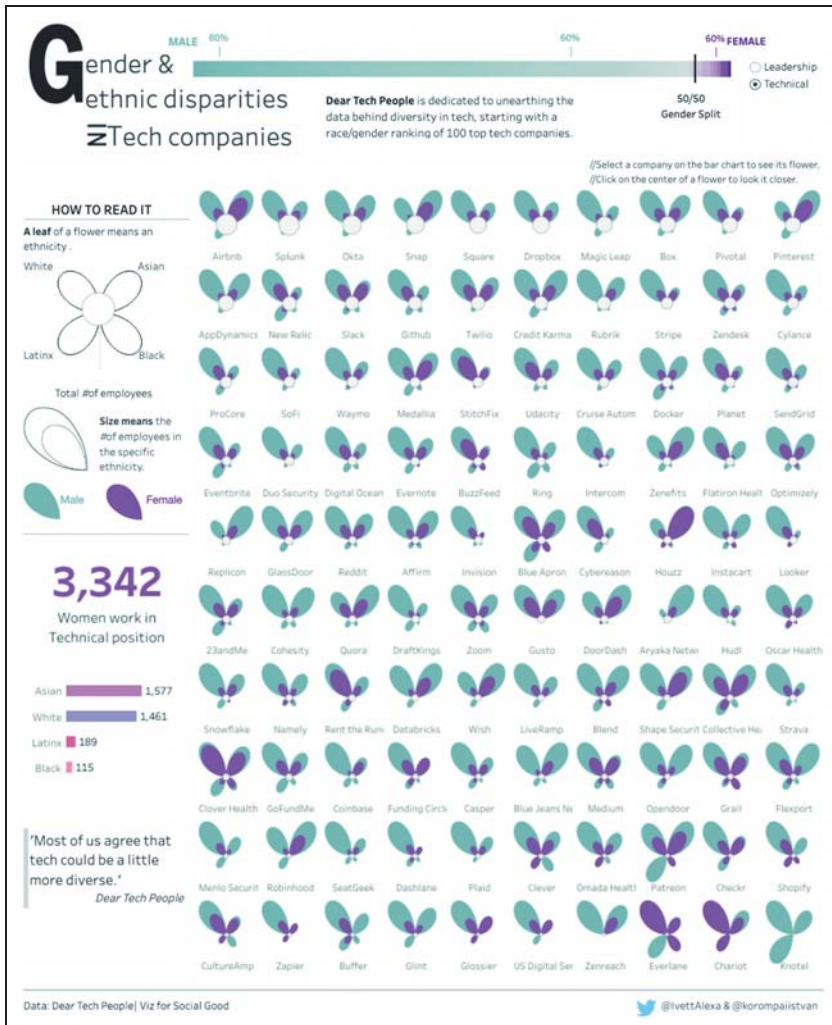 Gender &
ethnic disparities
IN Tech companies
MALE 80% 60% 60% FEMALE
50/50
Gender Split
Leadership
Technical
Dear Tech People is dedicated to unearthing the
data behind diversity in tech, starting with a
race/gender ranking of 100 top tech companies.
//Select a company on the bar chart to see its flower.
//Click on the center of a flower to look it closer.
HOW TO READ IT
A leaf of a flower means an
ethnicity .
White Asian
Latinx Black
Total #of employees
Size means the
#of employees in
the specific
ethnicity.
Male Female
3,342
Women work in
Technical position
Asian 1,577
White 1,461
Latinx 189
Black 115
'Most of us agree that
tech could be a little
more diverse.'
Dear Tech People
Airbnb Splunk Okta Snap Square Dropbox Magic Leap Box Pivotal Pinterest
AppDynamics New Relic Slack Github Twilio Credit Karma Rubrik Stripe Zendesk Cylance
ProCore SoFi Waymo Medallia StitchFix Udacity Cruise Autom Docker Planet SendGrid
Eventbrite Duo Security Digital Ocean Evernote BuzzFeed Ring Intercom Zenefits Flatiron Healt Optimizely
Replicon GlassDoor Reddit Affirm Invision Blue Apron Cybereason Houzz Instacart Looker
23andMe Cohesity Quora DraftKings Zoom Gusto DoorDash Aryaka Netwo Hudl Oscar Health
Snowflake Namely Rent the Run Databricks Wish LiveRamp Blend Shape Securit Collective Hea Strava
Clover Health GoFundMe Coinbase Funding Circle Casper Blue Jeans Ne Medium Opendoor Grail Flexport
Menlo Securit Robinhood SeatGeek Dashlane Plaid Clever Omada Healtl Patreon Checkr Shopify
CultureAmp Zapier Buffer Glint Glossier US Digital Ser Zenreach Everlane Chariot Knotel
Data: Dear Tech People| Viz for Social Good
@IvettAlexa & @korompaiistvan